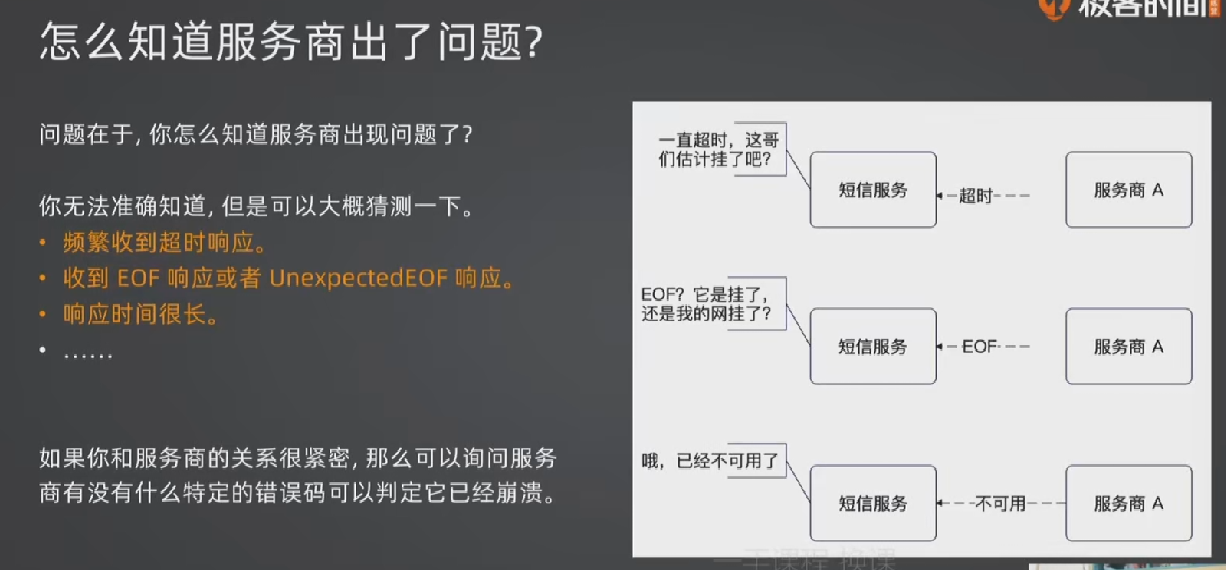 极客时间
怎么知道服务商出了问题?
问题在于, 你怎么知道服务商出现问题了?
你无法准确知道, 但是可以大概猜测一下。
• 频繁收到超时响应。
• 收到 EOF 响应或者 UnexpectedEOF 响应。
• 响应时间很长。
• ……
如果你和服务商的关系很紧密, 那么可以询问服务
商有没有什么特定的错误码可以判定它已经崩溃。
一直超时，这哥
们估计挂了吧?
短信服务
超时
服务商 A
EOF? 它是挂了，
还是我的网挂了?
短信服务
EOF
服务商 A
哦，已经不可用了
短信服务
不可用
服务商 A